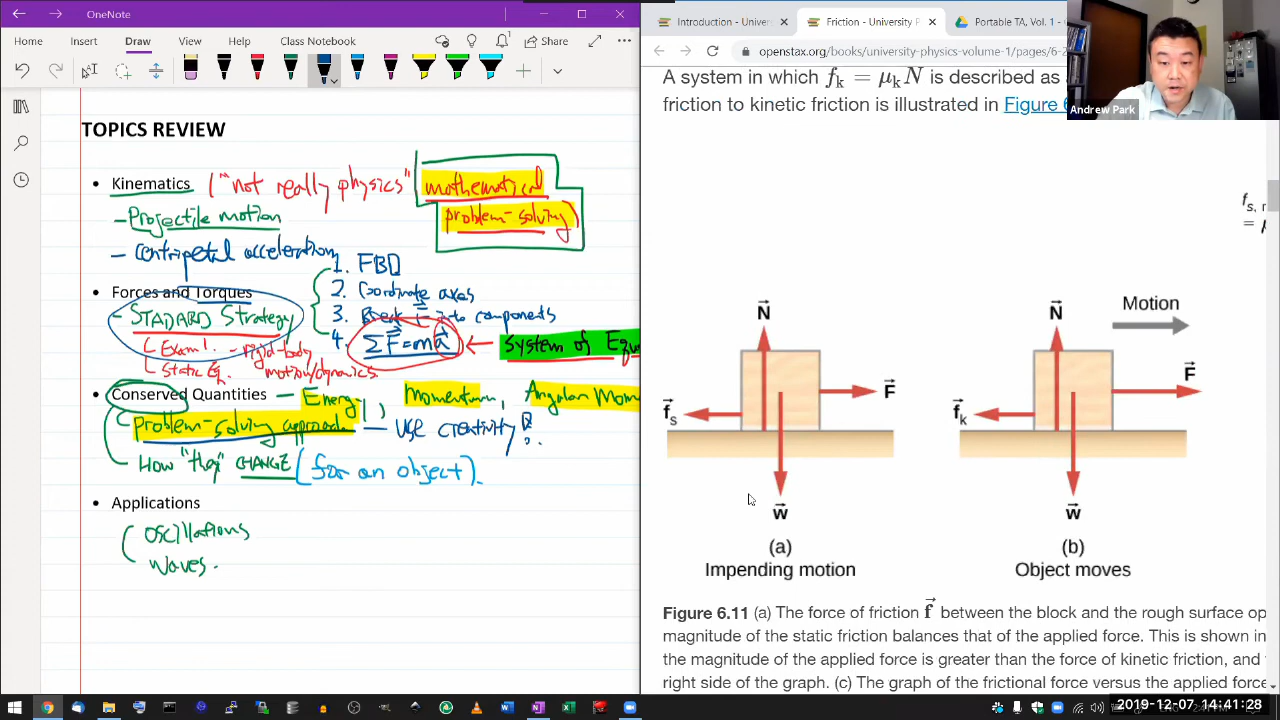 OneNote
Home
Insert
Draw
View
Help
Share
TOPICS REVIEW
Kinematics ("not really physics" mathematical
problem-solving)
- Projectile motion
- centripetal acceleration
Forces and Torques
- STADARD Strategy
Exam!
Static Eq.
- rigid-body
motion/dynamics
1. FBD
2. Coordinate axes
3. Break F into components
4. ΣF=ma ← System of Equ
Conserved Quantities - Energy, Momentum, Angular Mom
problem-solving approach - USE creativity
How "they" CHANGE (for an object).
Applications
oscillations
waves.
Introduction - Univer
Friction - University P
Portable TA, Vol. 1 -
openstax.org/books/university-physics-volume-1/pages/6-2
A system in which fk = μkN is described as
friction to kinetic friction is illustrated in Figure 6
Andrew Park
N
F
fs
w
(a)
Impending motion
N
Motion
F
fk
w
(b)
Object moves
Figure 6.11 (a) The force of friction f between the block and the rough surface op
magnitude of the static friction balances that of the applied force. This is shown in
the magnitude of the applied force is greater than the force of kinetic friction, and
right side of the graph. (c) The graph of the frictional force versus the applied force
2019-12-07 14:41:28